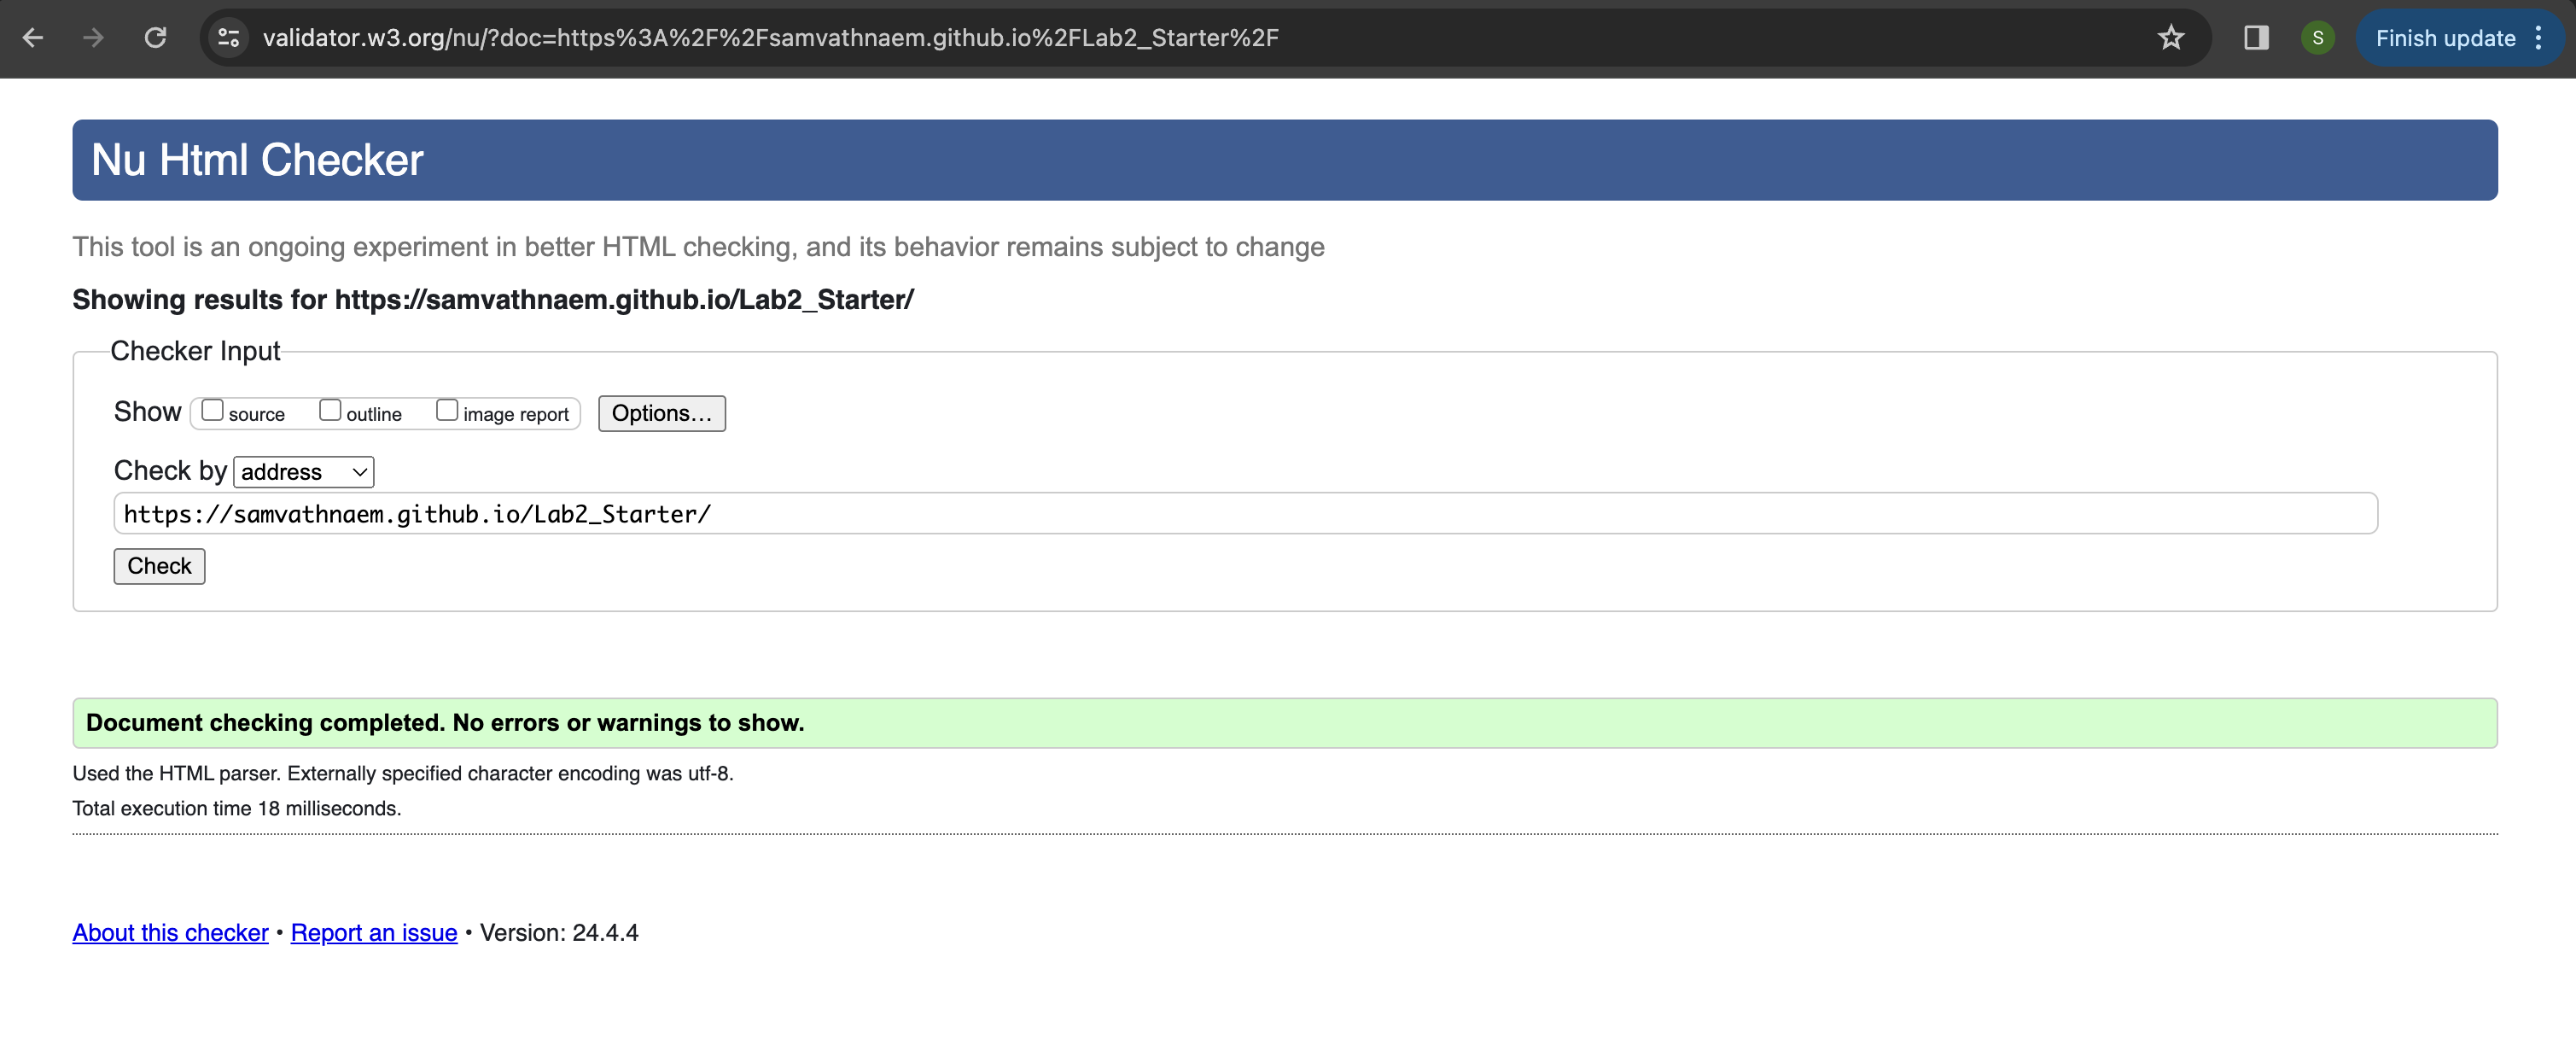 validator.w3.org/nu/?doc=https%3A%2F%2Fsamvathnaem.github.io%2FLab2_Starter%2F
S
Finish update
Nu Html Checker
This tool is an ongoing experiment in better HTML checking, and its behavior remains subject to change
Showing results for https://samvathnaem.github.io/Lab2_Starter/
Checker Input
Show source outline image report Options...
Check by address
https://samvathnaem.github.io/Lab2_Starter/
Check
Document checking completed. No errors or warnings to show.
Used the HTML parser. Externally specified character encoding was utf-8.
Total execution time 18 milliseconds.
About this checker • Report an issue • Version: 24.4.4